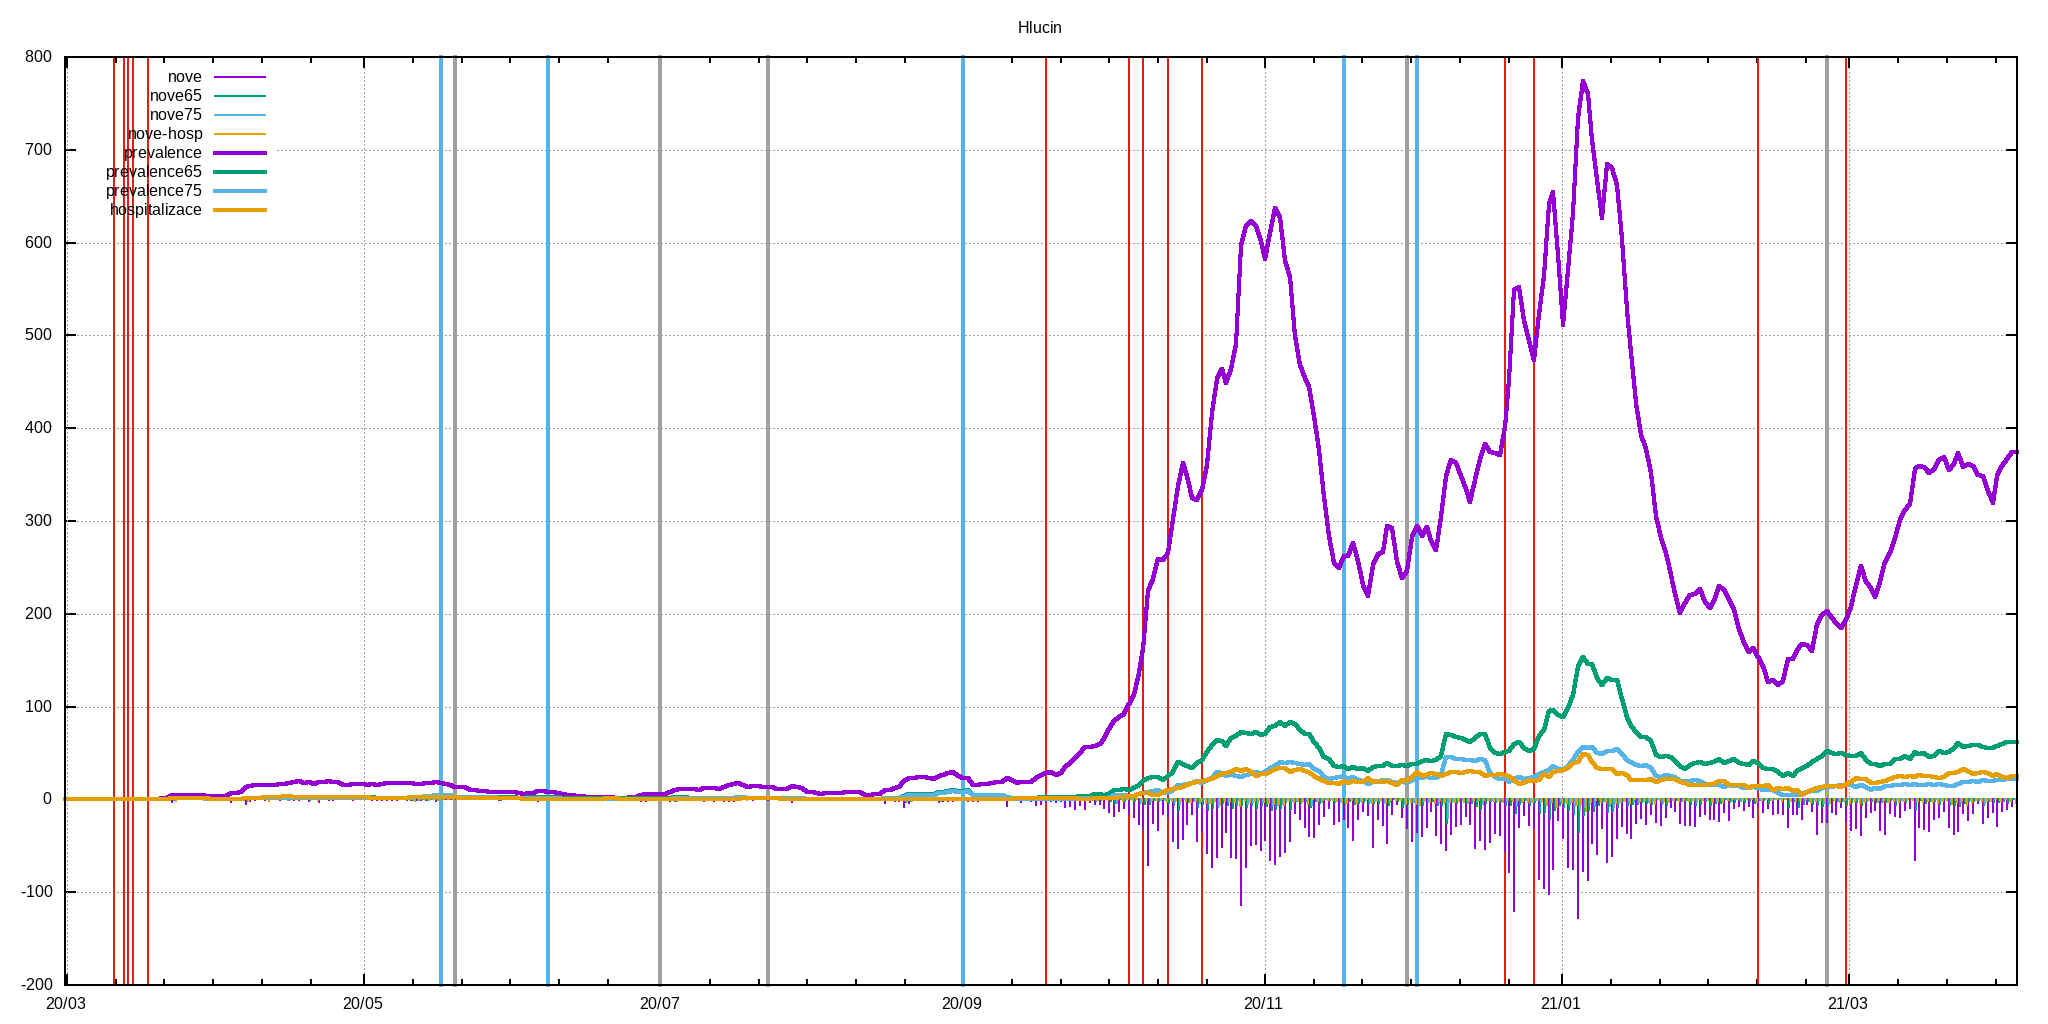 Hlucin
800
700
600
500
400
300
200
100
0
-100
-200
nove
nove65
nove75
nove-hosp
prevalence
prevalence65
prevalence75
hospitalizace
20/03 20/05 20/07 20/09 20/11 21/01 21/03